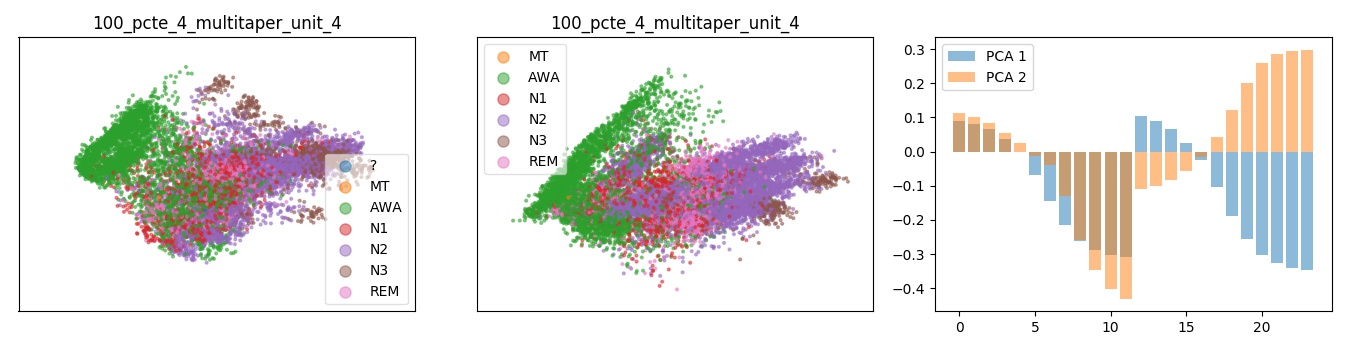 100_pcte_4_multitaper_unit_4
?
MT
AWA
N1
N2
N3
REM
100_pcte_4_multitaper_unit_4
MT
AWA
N1
N2
N3
REM
PCA 1
PCA 2
0.3
0.2
0.1
0.0
−0.1
−0.2
−0.3
−0.4
0 5 10 15 20